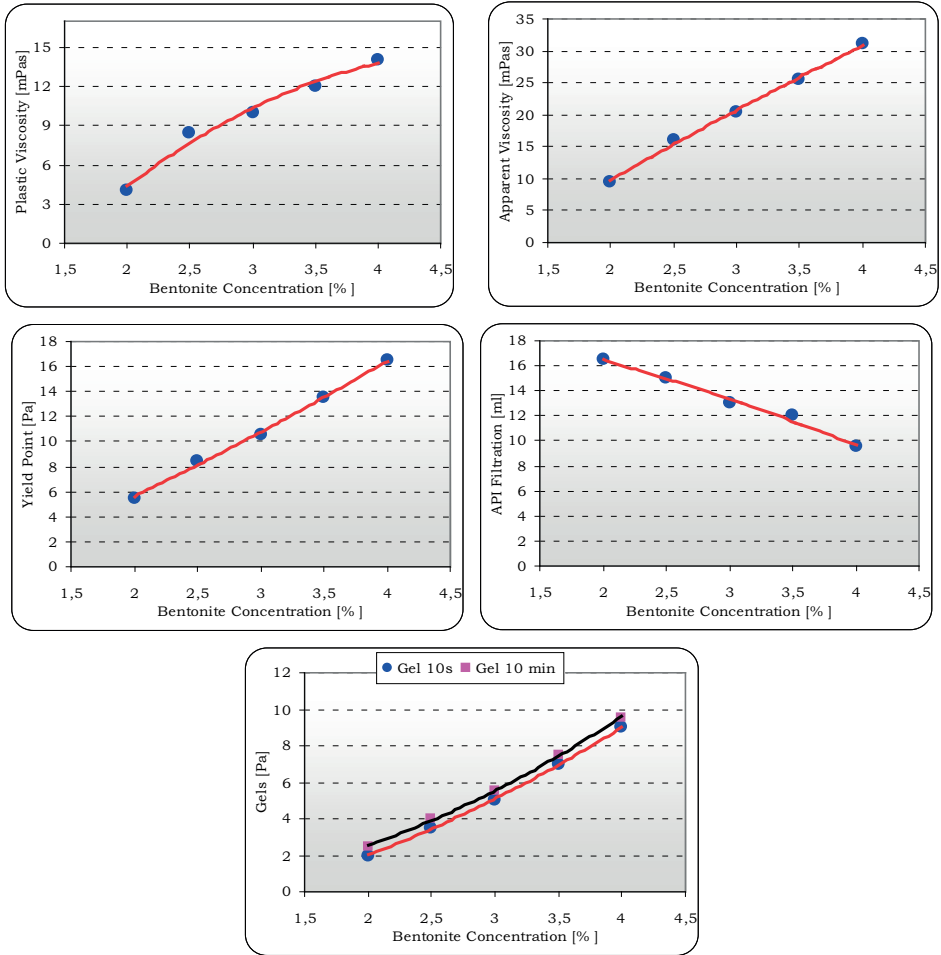 Plastic Viscosity [mPas]
15
12
9
6
3
0
1,5 2 2,5 3 3,5 4 4,5
Bentonite Concentration [% ]
Apparent Viscosity [mPas]
35
30
25
20
15
10
5
0
1,5 2 2,5 3 3,5 4 4,5
Bentonite Concentration [% ]
Yield Point [Pa]
18
16
14
12
10
8
6
4
2
0
1,5 2 2,5 3 3,5 4 4,5
Bentonite Concentration [% ]
API Filtration [ml]
18
16
14
12
10
8
6
4
2
0
1,5 2 2,5 3 3,5 4 4,5
Bentonite Concentration [% ]
Gel 10s Gel 10 min
Gels [Pa]
12
10
8
6
4
2
0
1,5 2 2,5 3 3,5 4 4,5
Bentonite Concentration [% ]